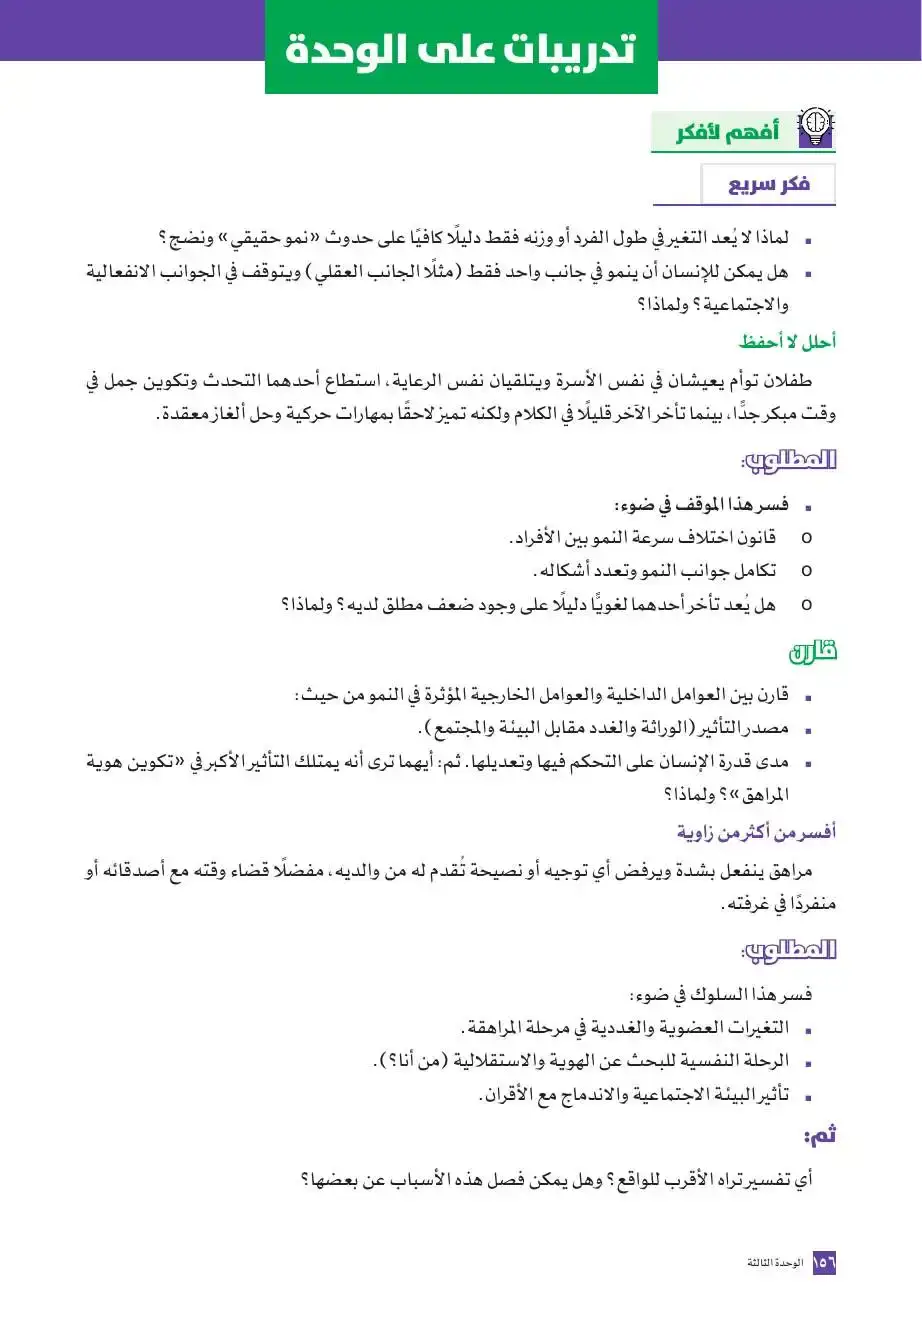 تدريبات على الوحدة
أفهم لأفكر
فكر سريع
▪ لماذا لا يُعد التغير في طول الفرد أو وزنه فقط دليلًا كافيًا على حدوث «نمو حقيقي» ونضج؟
▪ هل يمكن للإنسان أن ينمو في جانب واحد فقط (مثلًا الجانب العقلي) ويتوقف في الجوانب الانفعالية
والاجتماعية؟ ولماذا؟
أحلل لا أحفظ
طفلان توأم يعيشان في نفس الأسرة ويتلقيان نفس الرعاية، استطاع أحدهما التحدث وتكوين جمل في
وقت مبكر جدًّا، بينما تأخر الآخر قليلًا في الكلام ولكنه تميز لاحقًا بمهارات حركية وحل ألغاز معقدة.
المطلوب:
▪ فسر هذا الموقف في ضوء:
o قانون اختلاف سرعة النمو بين الأفراد.
o تكامل جوانب النمو وتعدد أشكاله.
o هل يُعد تأخر أحدهما لغويًّا دليلًا على وجود ضعف مطلق لديه؟ ولماذا؟
قارن
▪ قارن بين العوامل الداخلية والعوامل الخارجية المؤثرة في النمو من حيث:
▪ مصدر التأثير (الوراثة والغدد مقابل البيئة والمجتمع).
▪ مدى قدرة الإنسان على التحكم فيها وتعديلها. ثم: أيهما ترى أنه يمتلك التأثير الأكبر في «تكوين هوية
المراهق»؟ ولماذا؟
أفسر من أكثر من زاوية
مراهق ينفعل بشدة ويرفض أي توجيه أو نصيحة تُقدم له من والديه، مفضلًا قضاء وقته مع أصدقائه أو
منفردًا في غرفته.
المطلوب:
فسر هذا السلوك في ضوء:
▪ التغيرات العضوية والغددية في مرحلة المراهقة.
▪ الرحلة النفسية للبحث عن الهوية والاستقلالية (من أنا؟).
▪ تأثير البيئة الاجتماعية والاندماج مع الأقران.
ثم:
أي تفسير تراه الأقرب للواقع؟ وهل يمكن فصل هذه الأسباب عن بعضها؟
١٥٦ الوحدة الثالثة